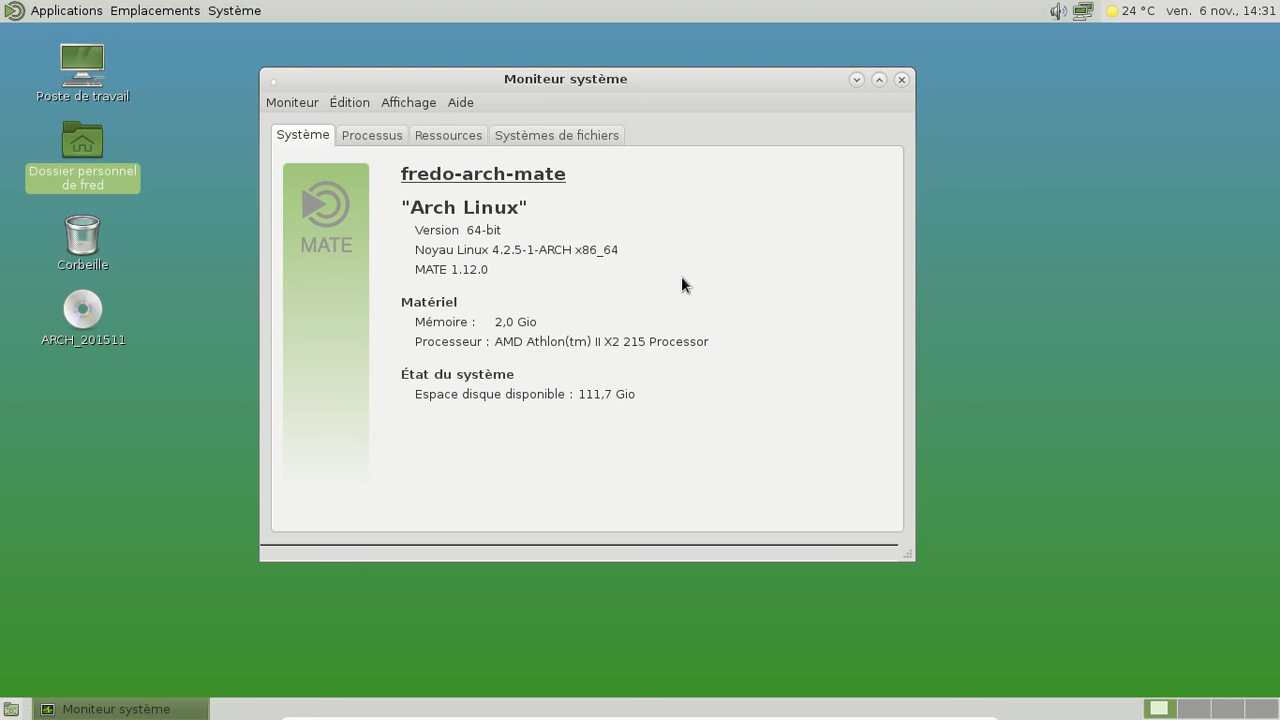 Applications Emplacements Système
24 °C ven. 6 nov., 14:31
Poste de travail
Dossier personnel
de fred
Corbeille
ARCH_201511
Moniteur système
Moniteur Édition Affichage Aide
Système Processus Ressources Systèmes de fichiers
MATE
fredo-arch-mate
"Arch Linux"
Version 64-bit
Noyau Linux 4.2.5-1-ARCH x86_64
MATE 1.12.0
Matériel
Mémoire : 2,0 Gio
Processeur : AMD Athlon(tm) II X2 215 Processor
État du système
Espace disque disponible : 111,7 Gio
Moniteur système